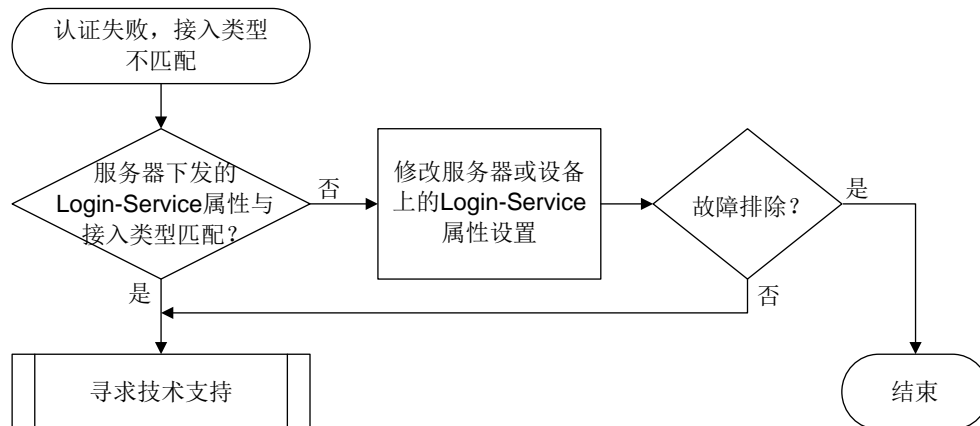 认证失败，接入类型
不匹配
服务器下发的
Login-Service属性与
接入类型匹配？
否
修改服务器或设备
上的Login-Service
属性设置
故障排除？
是
是
否
寻求技术支持
结束